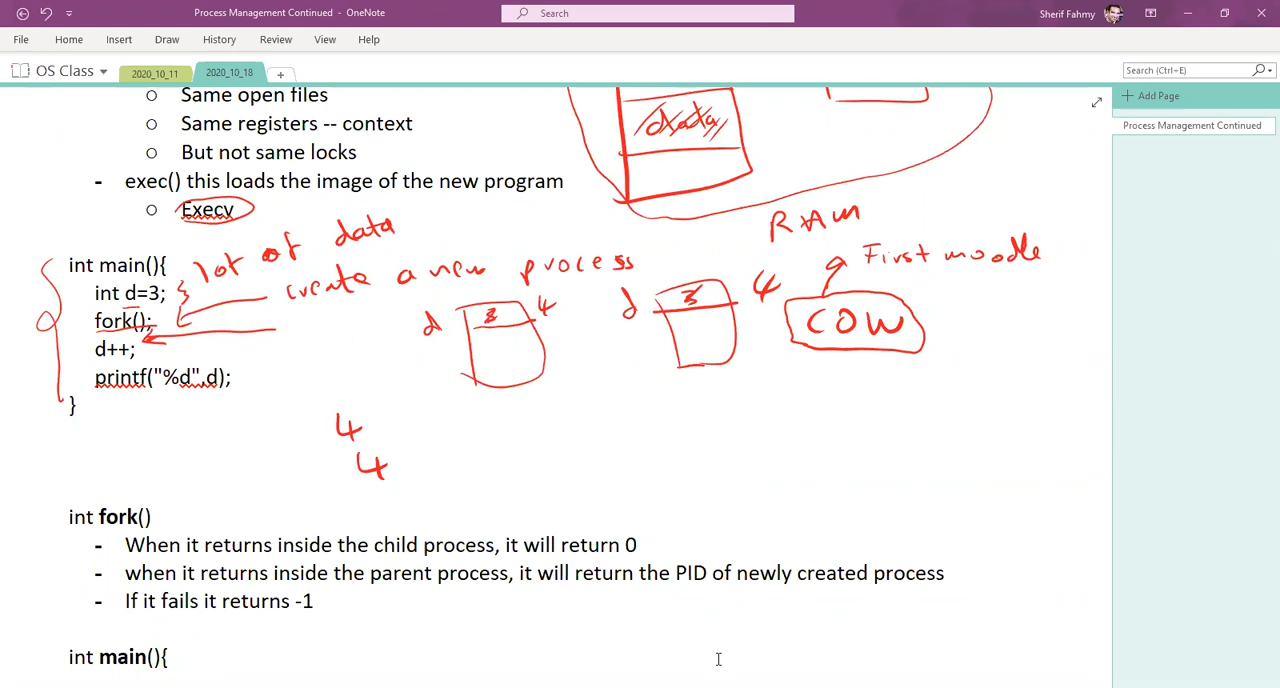 Process Management Continued - OneNote
Search
Sherif Fahmy
File Home Insert Draw History Review View Help
OS Class 2020_10_11 2020_10_18 +
Search (Ctrl+E)
Add Page
Process Management Continued
o Same open files
o Same registers -- context
o But not same locks
- exec() this loads the image of the new program
o Execv
data
RAM
lot of data
First moodle
int main(){
create a new process
int d=3;
d 3 4
d 3 4
COW
fork();
d++;
printf("%d",d);
}
4
4
int fork()
- When it returns inside the child process, it will return 0
- when it returns inside the parent process, it will return the PID of newly created process
- If it fails it returns -1
int main(){